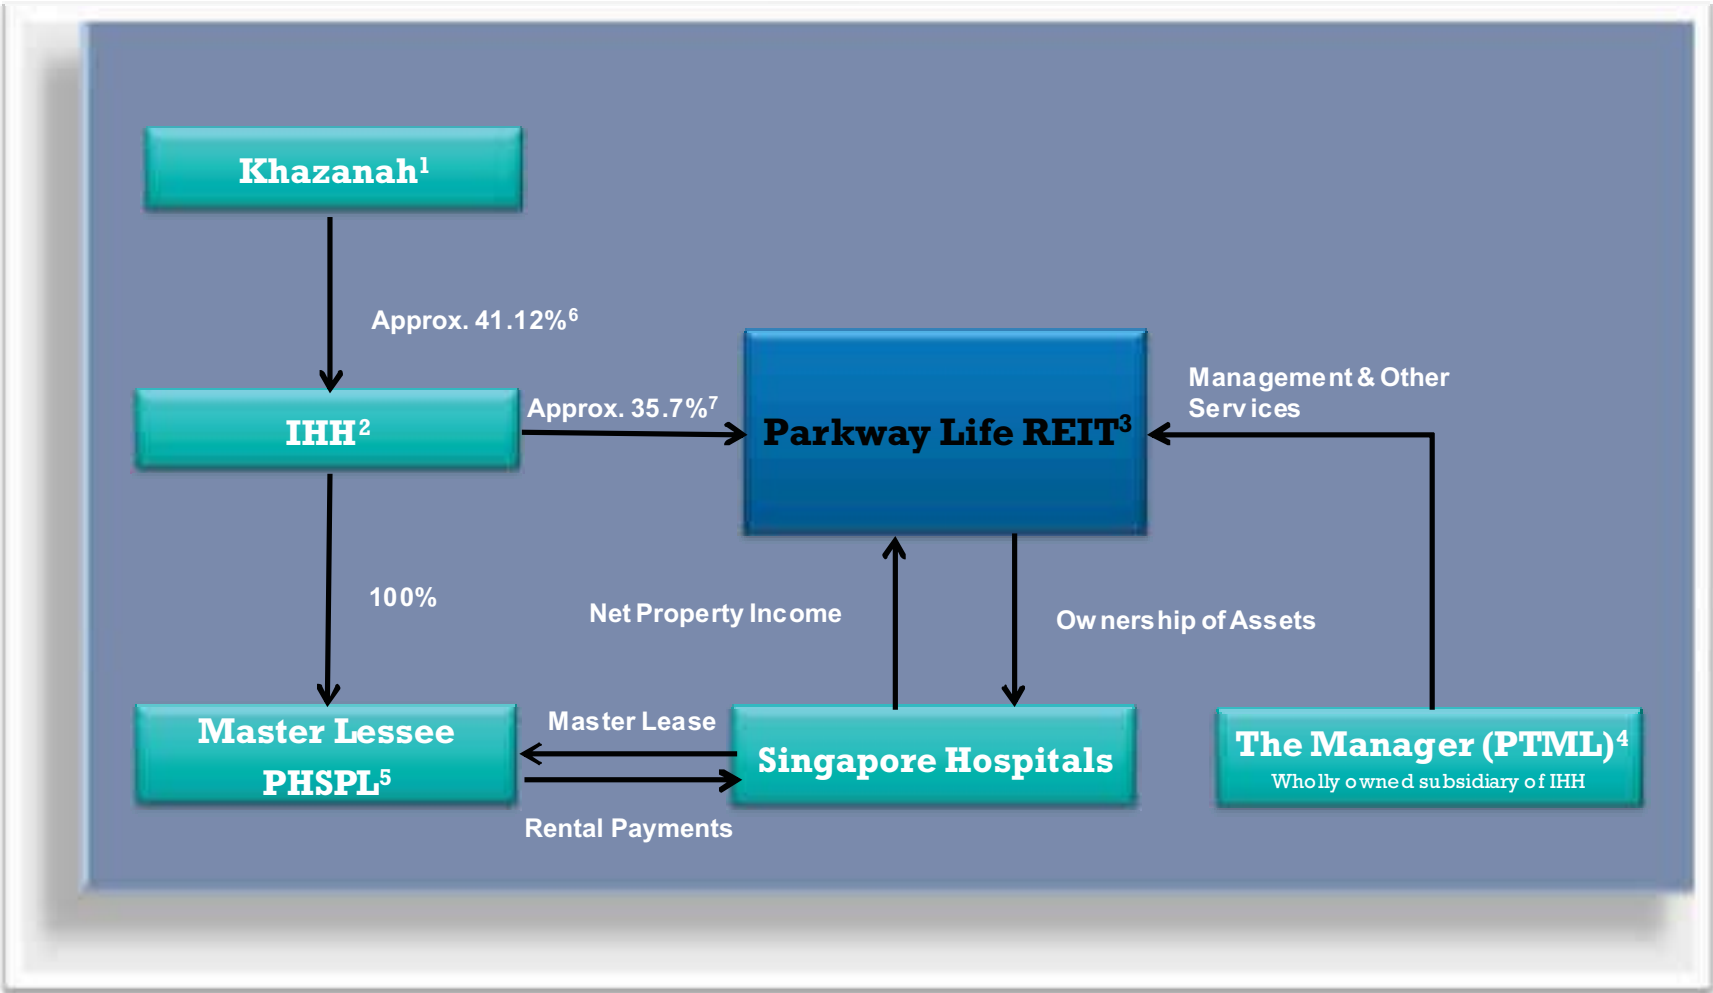 Khazanah¹
Approx. 41.12%⁶
IHH²
Approx. 35.7%⁷
Parkway Life REIT³
Management & Other
Services
100%
Net Property Income
Ownership of Assets
Master Lessee
PHSPL⁵
Master Lease
Rental Payments
Singapore Hospitals
The Manager (PTML)⁴
Wholly owned subsidiary of IHH